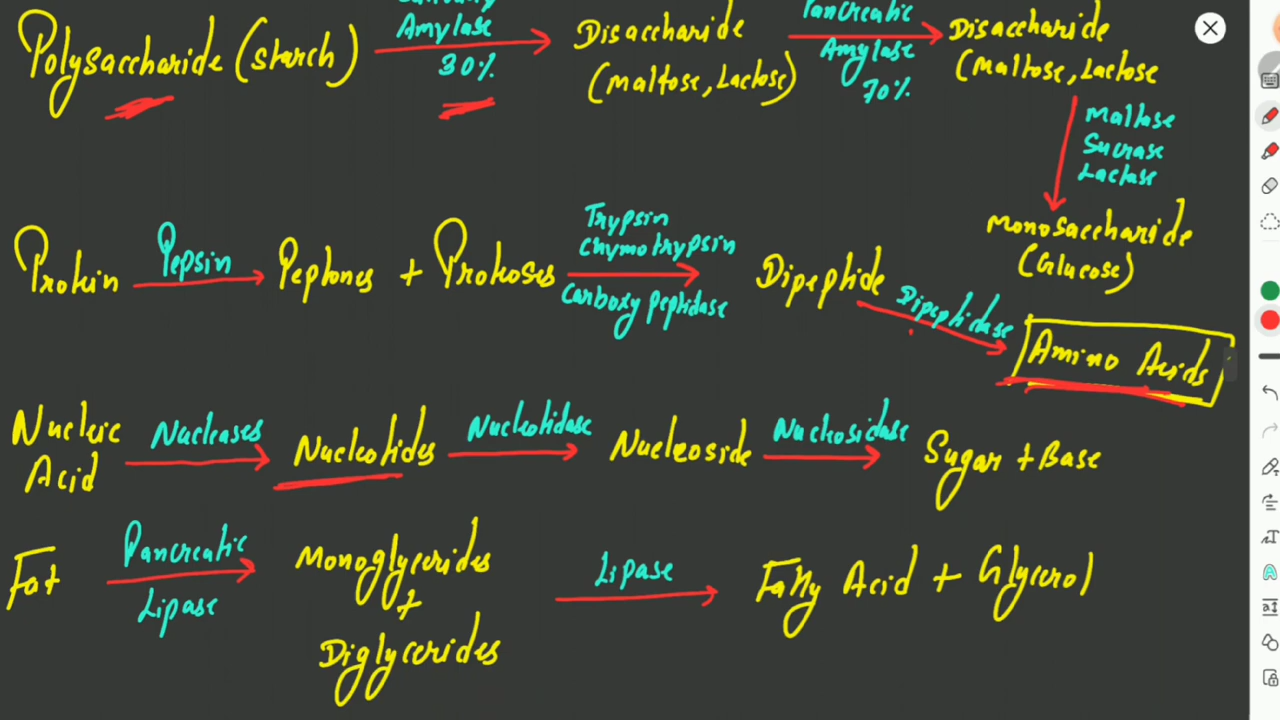 Amylase
30%
Polysaccharide (starch)
Disaccharide
(Maltose, Lactose)
Pancreatic
Amylase
70%
Disaccharide
(Maltose, Lactose
Maltase
Sucrase
Lactase
Monosaccharide
(Glucose)
Protein
Pepsin
Peptones + Proteoses
Trypsin
Chymotrypsin
Carboxy peptidase
Dipeptide
Dipeptidase
Amino Acids
Nucleic
Acid
Nucleases
Nucleotides
Nucleotidase
Nucleoside
Nucleosidase
Sugar + Base
Fat
Pancreatic
Lipase
Monoglycerides
+
Diglycerides
Lipase
Fatty Acid + Glycerol